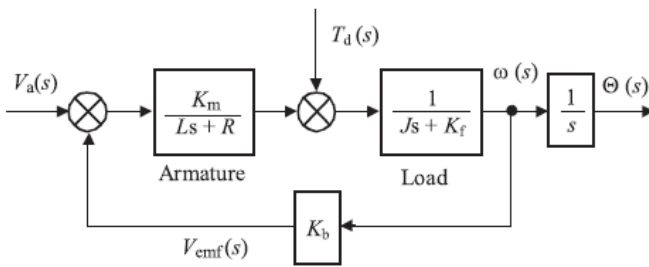 T_d (s)
V_a(s)
ω (s)
Θ (s)
K_m
Ls + R
1
Js + K_f
1
s
Armature
Load
K_b
V_emf(s)